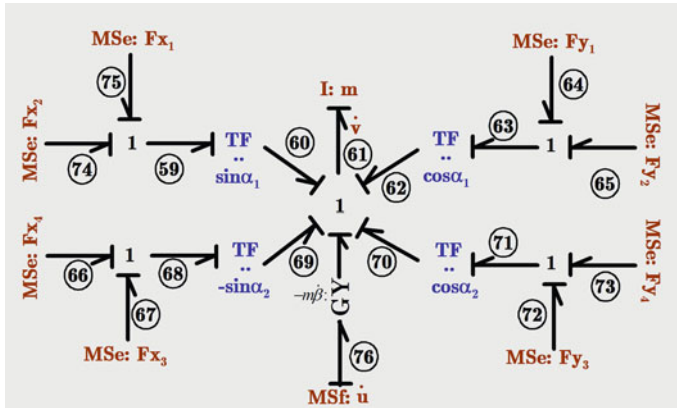 MSe: Fx₁
MSe: Fy₁
75
64
I: m
MSe: Fx₂
MSe: Fy₂
v̇
74
1
59
TF
‥
sinα₁
60
61
62
TF
‥
cosα₁
63
1
65
1
MSe: Fx₄
MSe: Fy₄
66
1
68
TF
‥
-sinα₂
69
70
TF
‥
cosα₂
71
1
73
67
-mβ̇:
GY
72
MSe: Fx₃
MSe: Fy₃
76
MSf: u̇